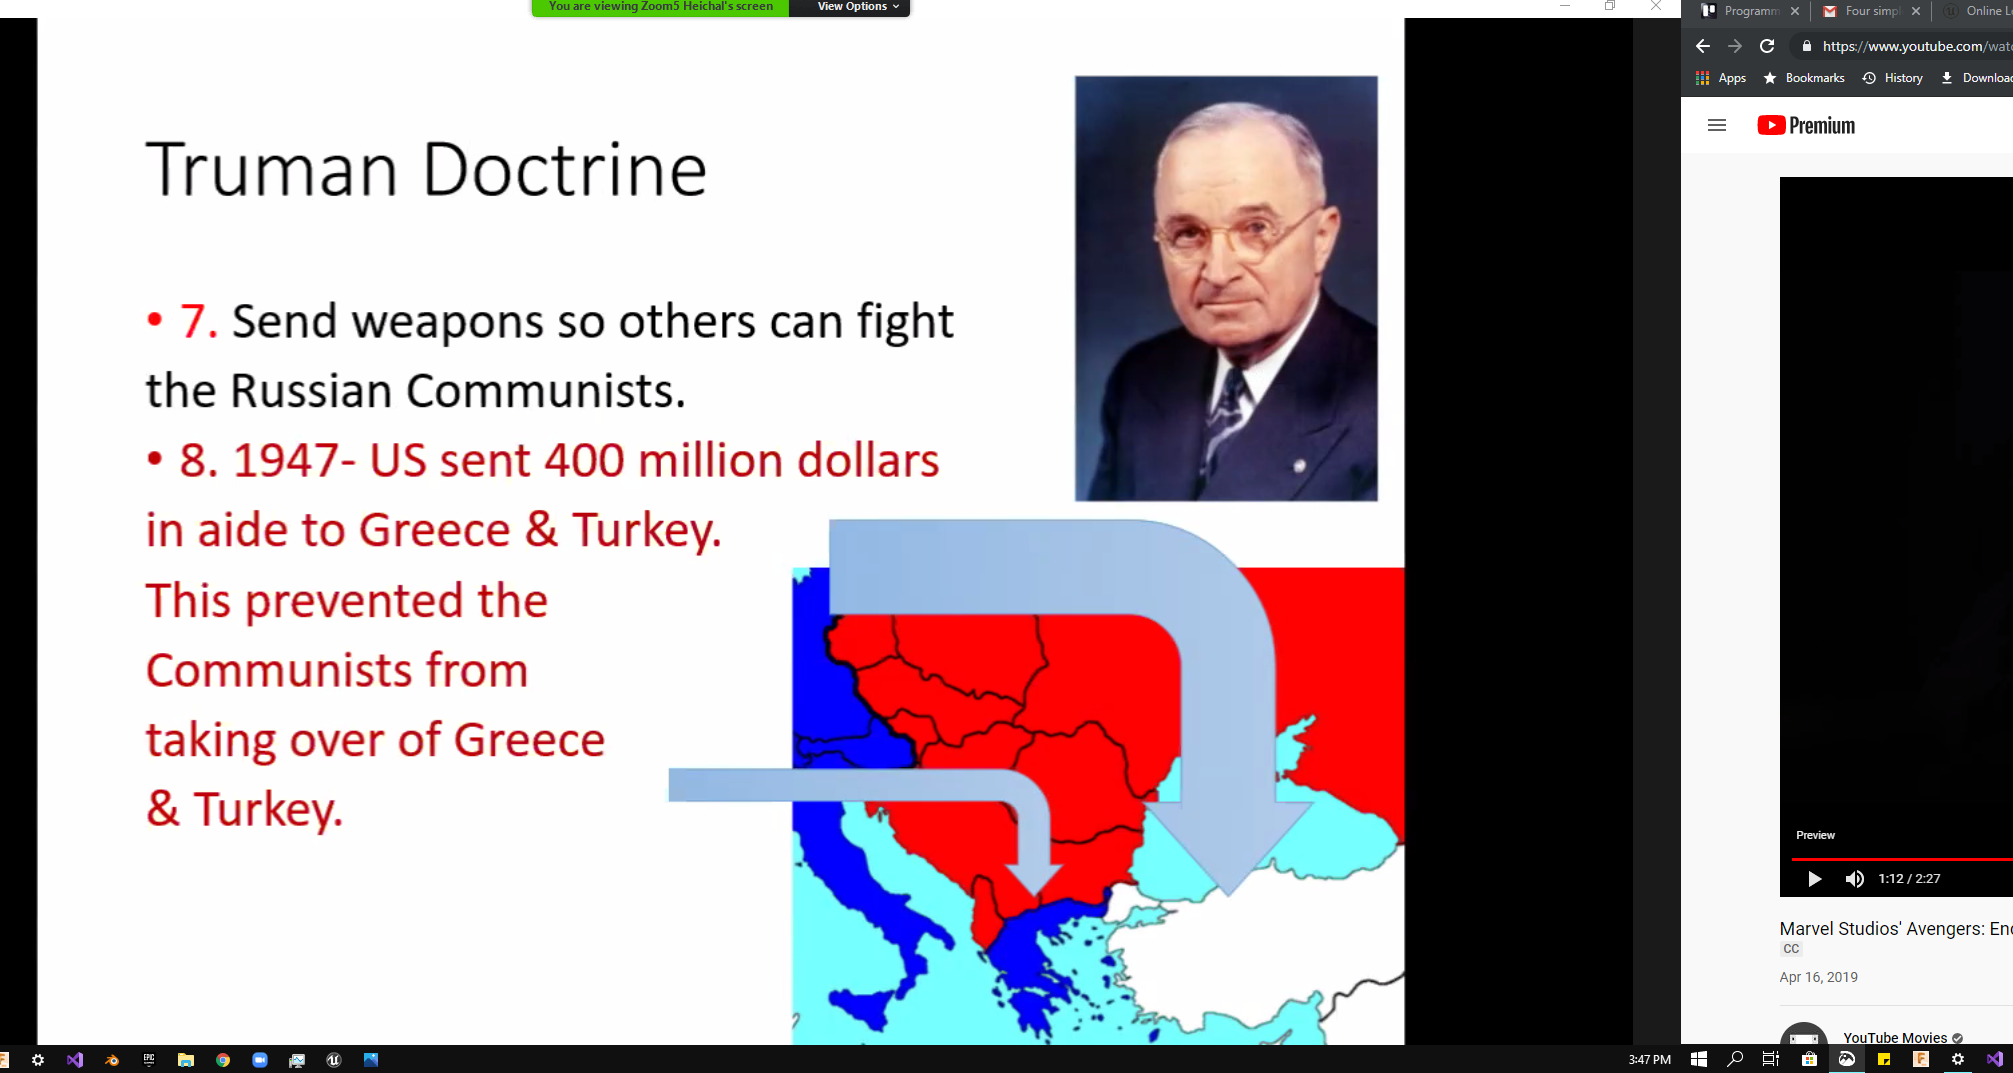 You are viewing Zoom5 Heichal's screen
View Options
Truman Doctrine
• 7. Send weapons so others can fight
the Russian Communists.
• 8. 1947- US sent 400 million dollars
in aide to Greece & Turkey.
This prevented the
Communists from
taking over of Greece
& Turkey.
Programm
Four simpl
Online L
https://www.youtube.com/wat
Apps
Bookmarks
History
Download
Premium
Preview
1:12 / 2:27
Marvel Studios' Avengers: En
CC
Apr 16, 2019
YouTube Movies
EPIC
3:47 PM